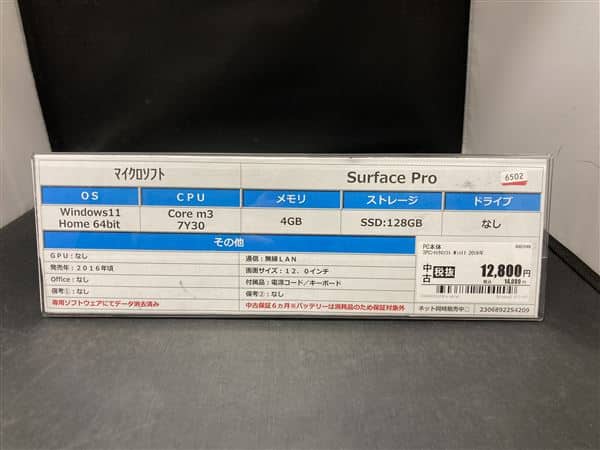 マイクロソフト Surface Pro 6502
OS CPU メモリ ストレージ ドライブ
Windows11 Home 64bit Core m3 7Y30 4GB SSD:128GB なし
その他
GPU:なし 通信:無線LAN
発売年:2016年頃 画面サイズ:12.0インチ
Office:なし 付属品:電源コード/キーボード
備考①:なし 備考②:なし
専用ソフトウェアにてデータ消去済み 中古保証6ヵ月※バッテリーは消耗品のため保証対象外
PC本体
中古 税抜 12,800円
税込
ネット同時販売中□ 2306892254209